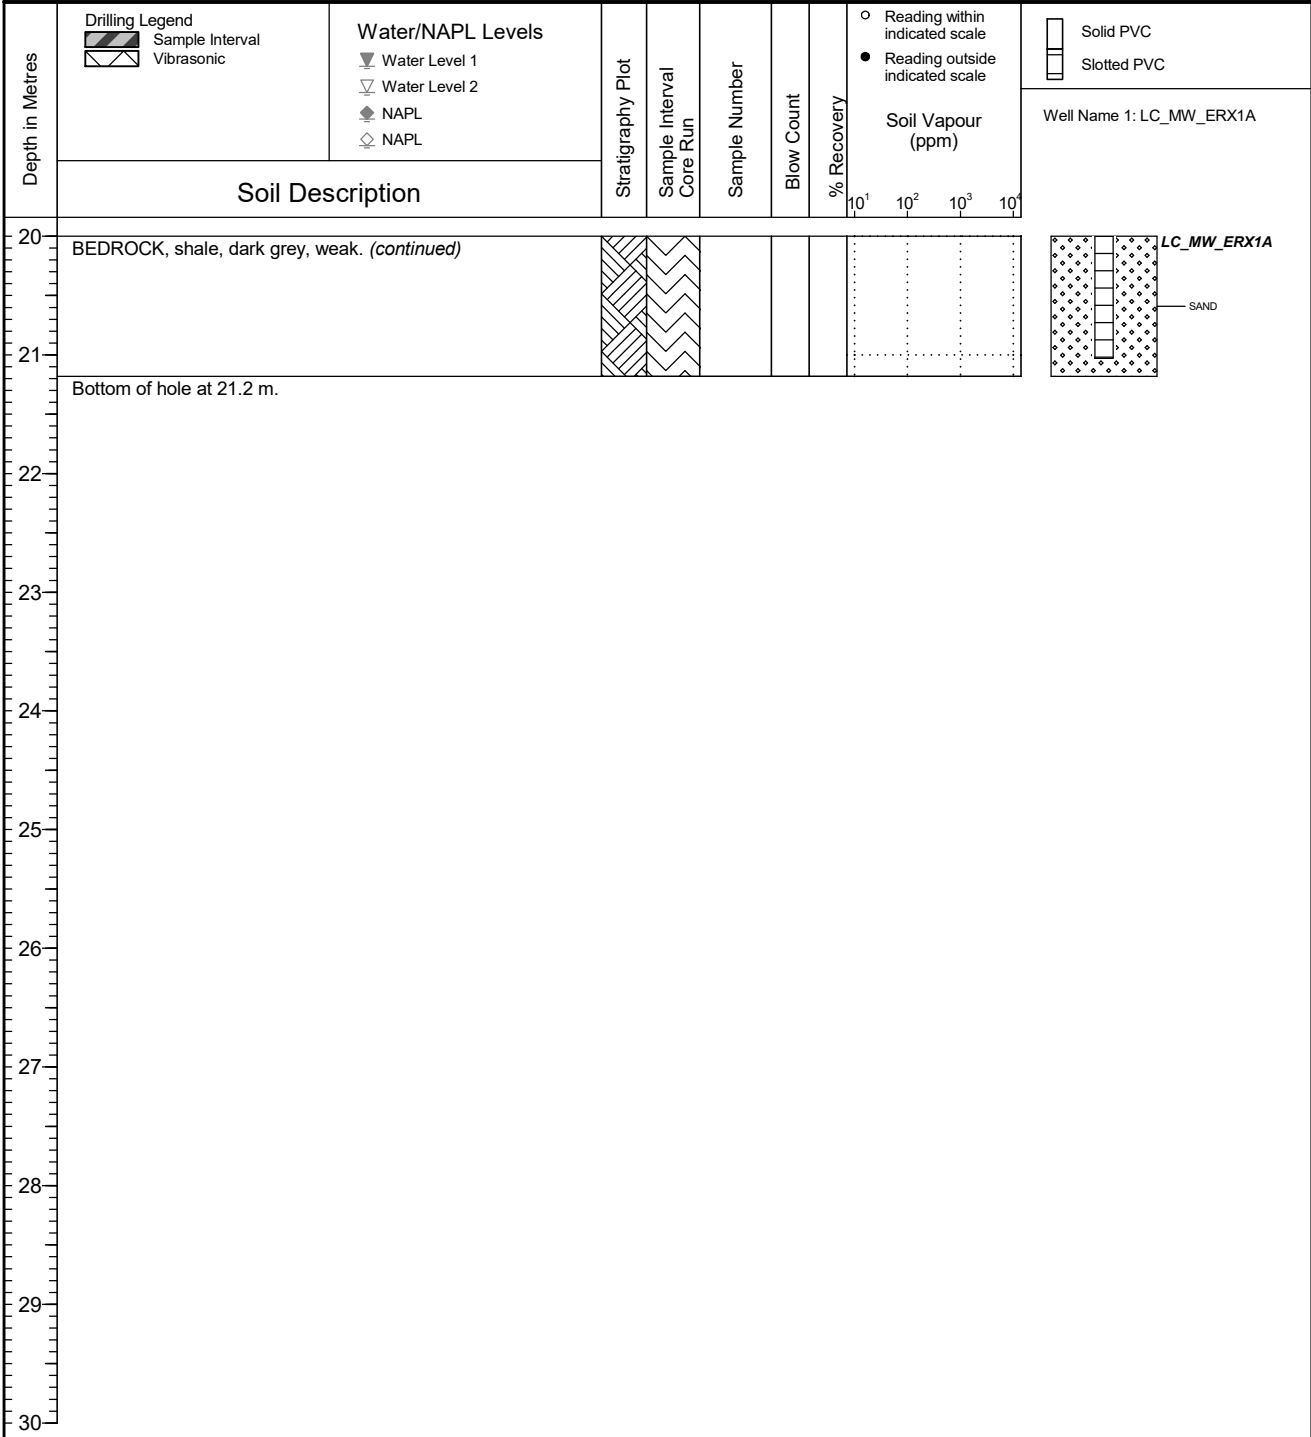 Depth in Metres
Drilling Legend
Sample Interval
Vibrasonic
Water/NAPL Levels
Water Level 1
Water Level 2
NAPL
NAPL
Soil Description
Stratigraphy Plot
Sample Interval
Core Run
Sample Number
Blow Count
% Recovery
Reading within
indicated scale
Reading outside
indicated scale
Soil Vapour
(ppm)
10¹ 10² 10³ 10⁴
Solid PVC
Slotted PVC
Well Name 1: LC_MW_ERX1A
20
BEDROCK, shale, dark grey, weak. (continued)
LC_MW_ERX1A
SAND
21
Bottom of hole at 21.2 m.
22
23
24
25
26
27
28
29
30